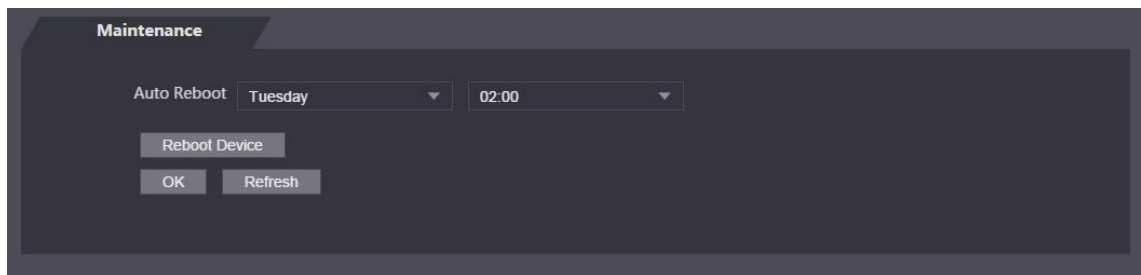 Maintenance
Auto Reboot Tuesday 02:00
Reboot Device
OK Refresh